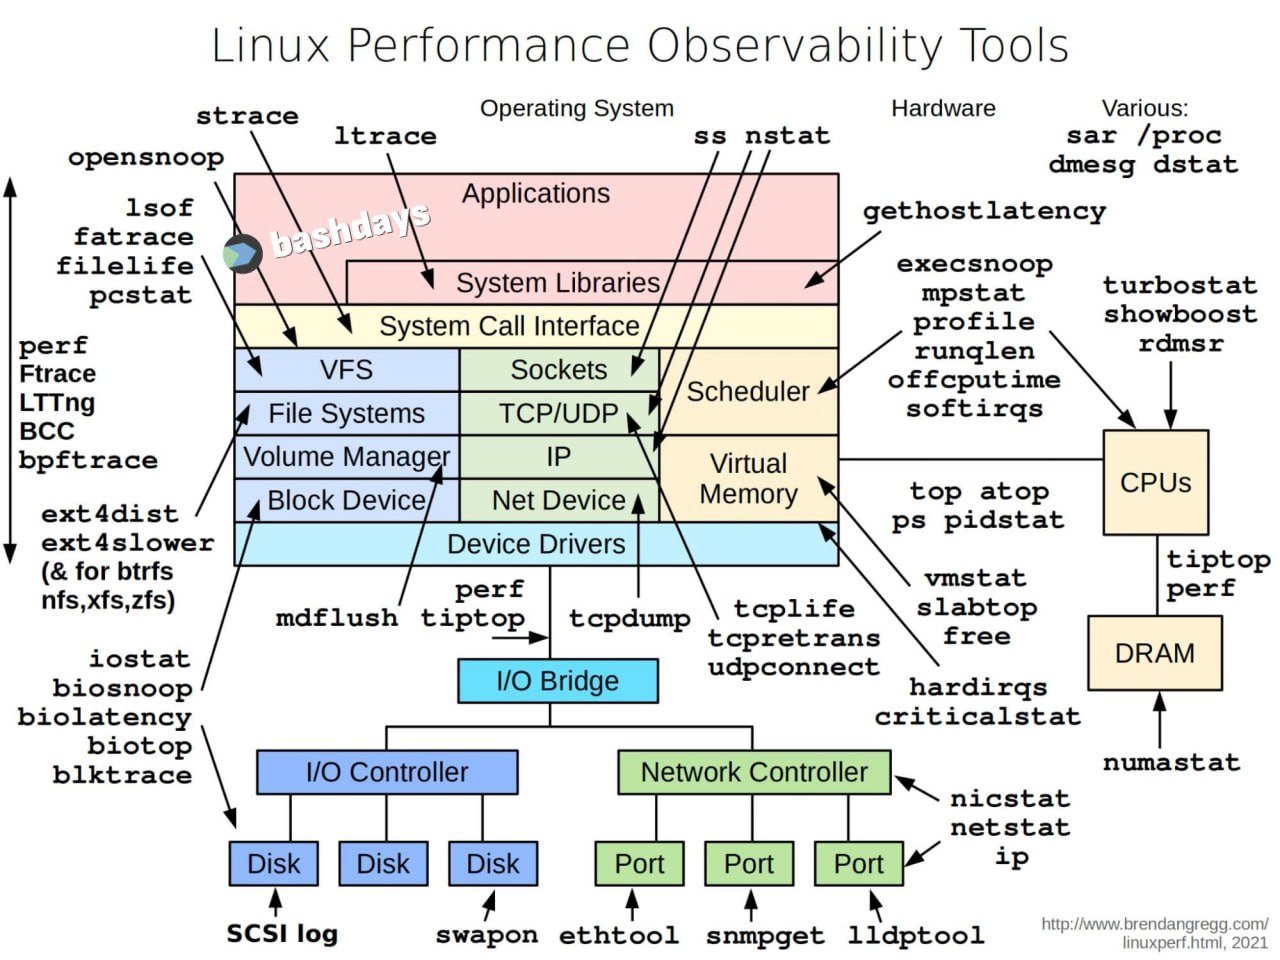 Linux Performance Observability Tools
Operating System
Hardware
Various:
sar /proc
dmesg dstat
strace
ltrace
ss nstat
opensnoop
lsof
fatrace
filelife
pcstat
perf
Ftrace
LTTng
BCC
bpftrace
ext4dist
ext4slower
(& for btrfs
nfs,xfs,zfs)
iostat
biosnoop
biolatency
biotop
blktrace
bashdays
Applications
System Libraries
System Call Interface
VFS
Sockets
Scheduler
File Systems
TCP/UDP
Volume Manager
IP
Virtual
Memory
Block Device
Net Device
Device Drivers
gethostlatency
execsnoop
mpstat
profile
runqlen
offcputime
softirqs
turbostat
showboost
rdmsr
CPUs
top atop
ps pidstat
tiptop
perf
DRAM
numastat
vmstat
slabtop
free
hardirqs
criticalstat
mdflush
perf
tiptop
tcpdump
tcplife
tcpretrans
udpconnect
I/O Bridge
I/O Controller
Network Controller
nicstat
netstat
ip
Disk
Disk
Disk
Port
Port
Port
SCSI log
swapon
ethtool
snmpget
lldptool
http://www.brendangregg.com/
linuxperf.html, 2021